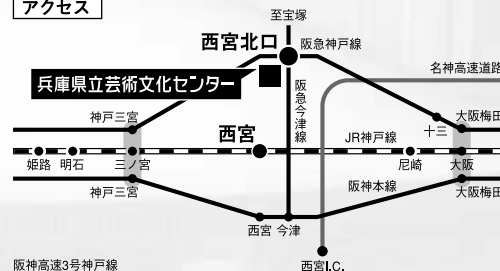 アクセス
至宝塚
西宮北口
阪急神戸線
名神高速道路
兵庫県立芸術文化センター
阪急今津線
神戸三宮
十三
大阪梅田
西宮
JR神戸線
姫路
明石
三ノ宮
尼崎
大阪
神戸三宮
阪神本線
大阪梅田
西宮
今津
阪神高速3号神戸線
西宮I.C.